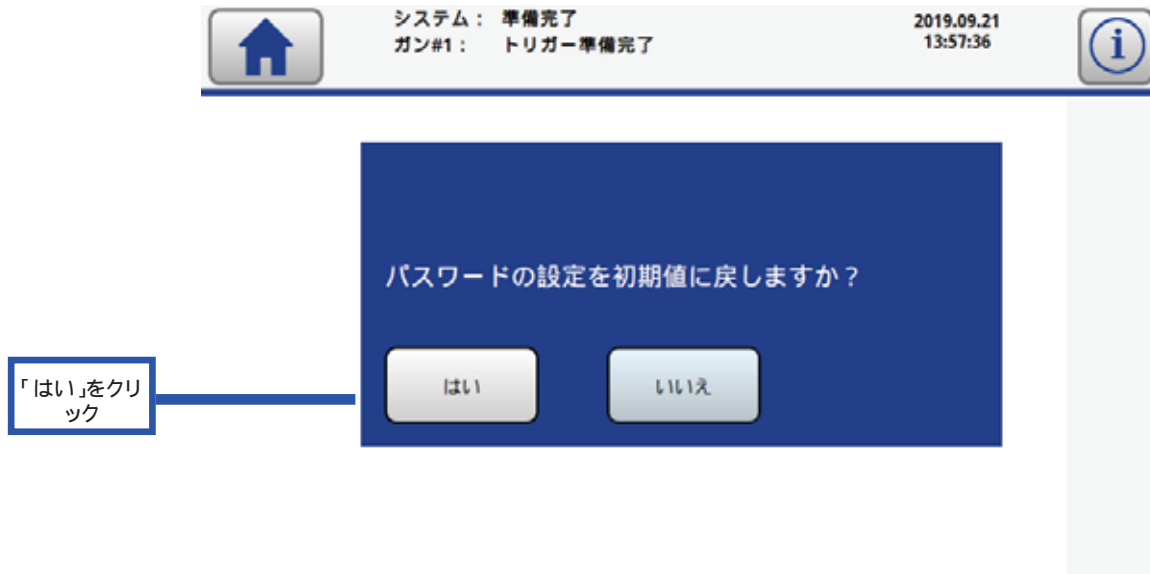 システム： 準備完了
ガン#1： トリガー準備完了
2019.09.21
13:57:36
i
パスワードの設定を初期値に戻しますか？
「はい」をクリ
ック
はい
いいえ